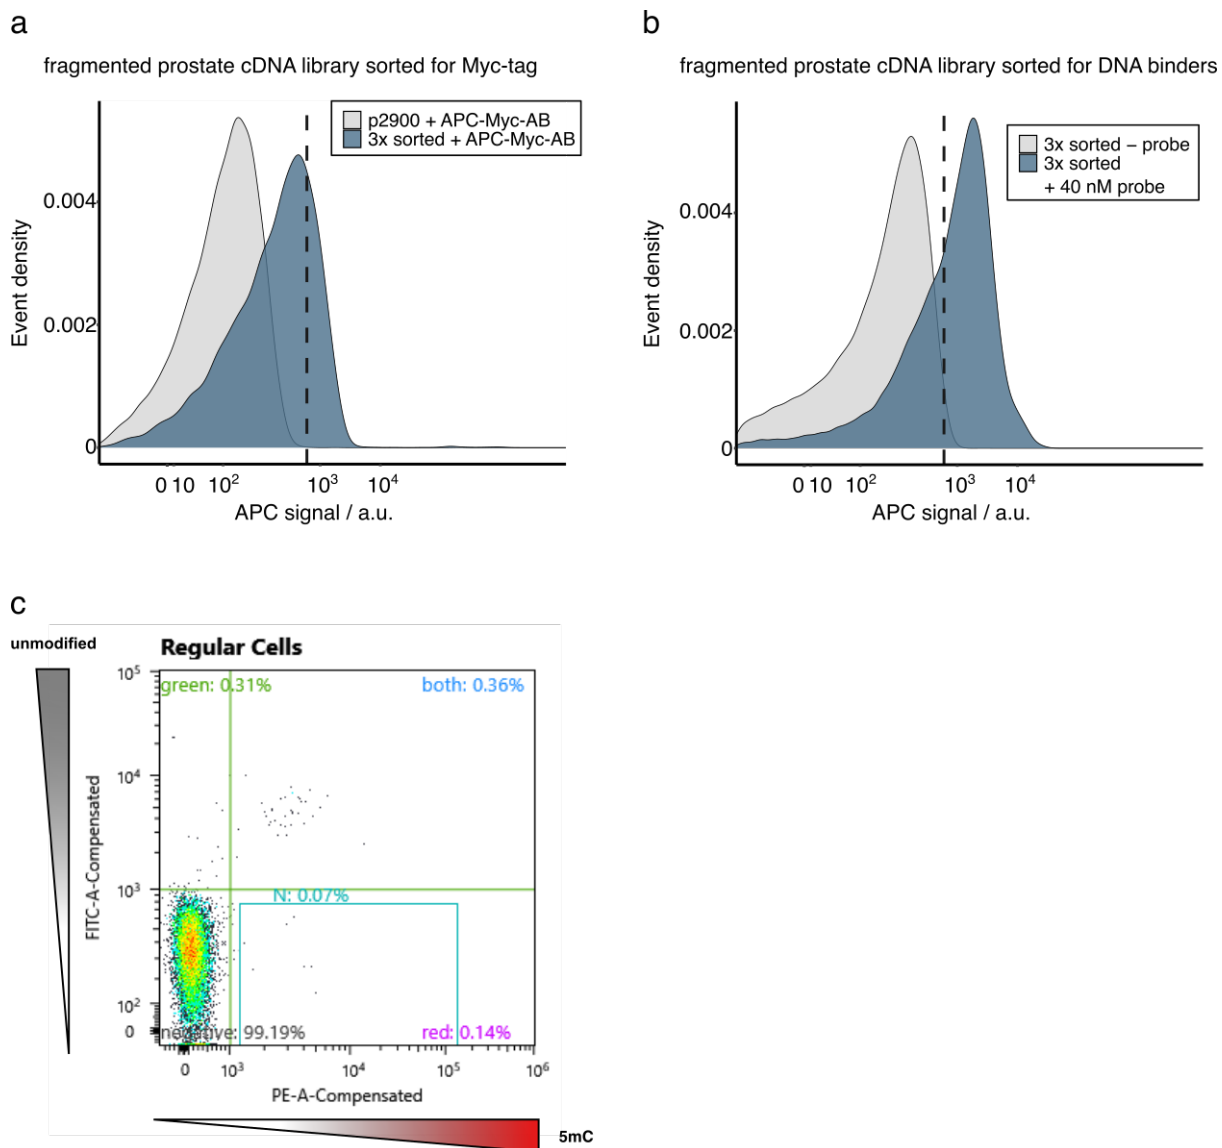 a
fragmented prostate cDNA library sorted for Myc-tag
p2900 + APC-Myc-AB
3x sorted + APC-Myc-AB
Event density
0.004
0.002
0
0 10 10² 10³ 10⁴
APC signal / a.u.
b
fragmented prostate cDNA library sorted for DNA binders
3x sorted – probe
3x sorted
+ 40 nM probe
Event density
0.004
0.002
0
0 10 10² 10³ 10⁴
APC signal / a.u.
c
unmodified
Regular Cells
green: 0.31%
both: 0.36%
N: 0.07%
negative: 99.19%
red: 0.14%
FITC-A-Compensated
10⁵
10⁴
10³
10²
0
0 10³ 10⁴ 10⁵ 10⁶
PE-A-Compensated
5mC